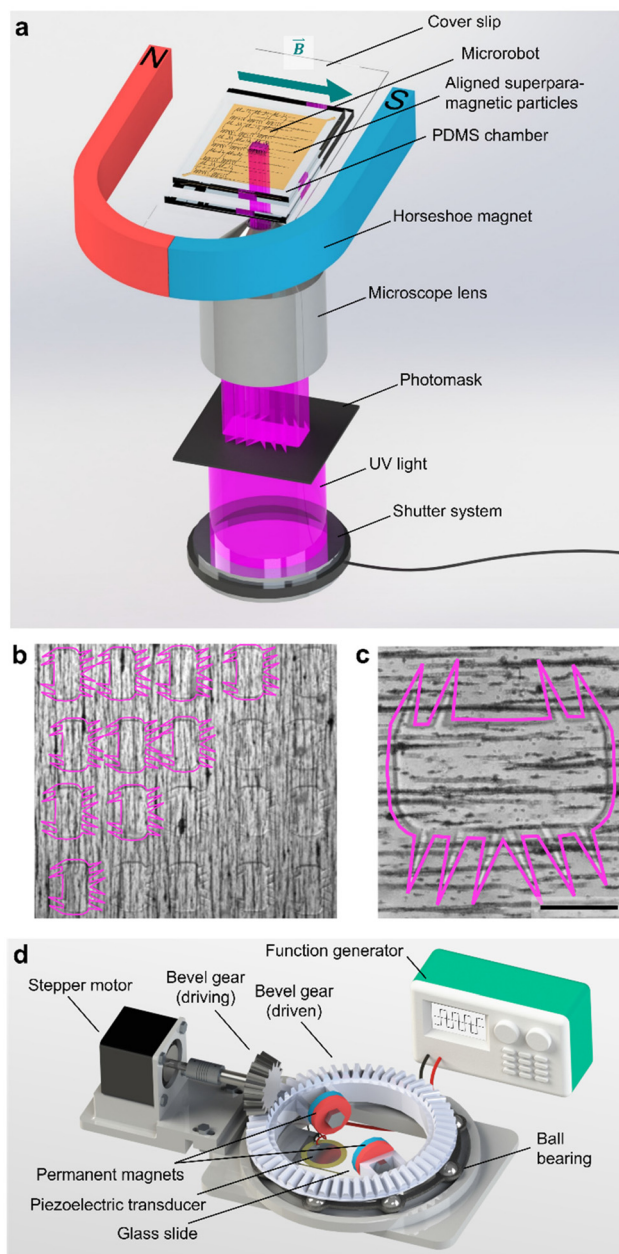 a
N
B
S
Cover slip
Microrobot
Aligned superpara-
magnetic particles
PDMS chamber
Horseshoe magnet
Microscope lens
Photomask
UV light
Shutter system
b
c
d
Function generator
Bevel gear
(driving)
Bevel gear
(driven)
Stepper motor
Ball
bearing
Permanent magnets
Piezoelectric transducer
Glass slide